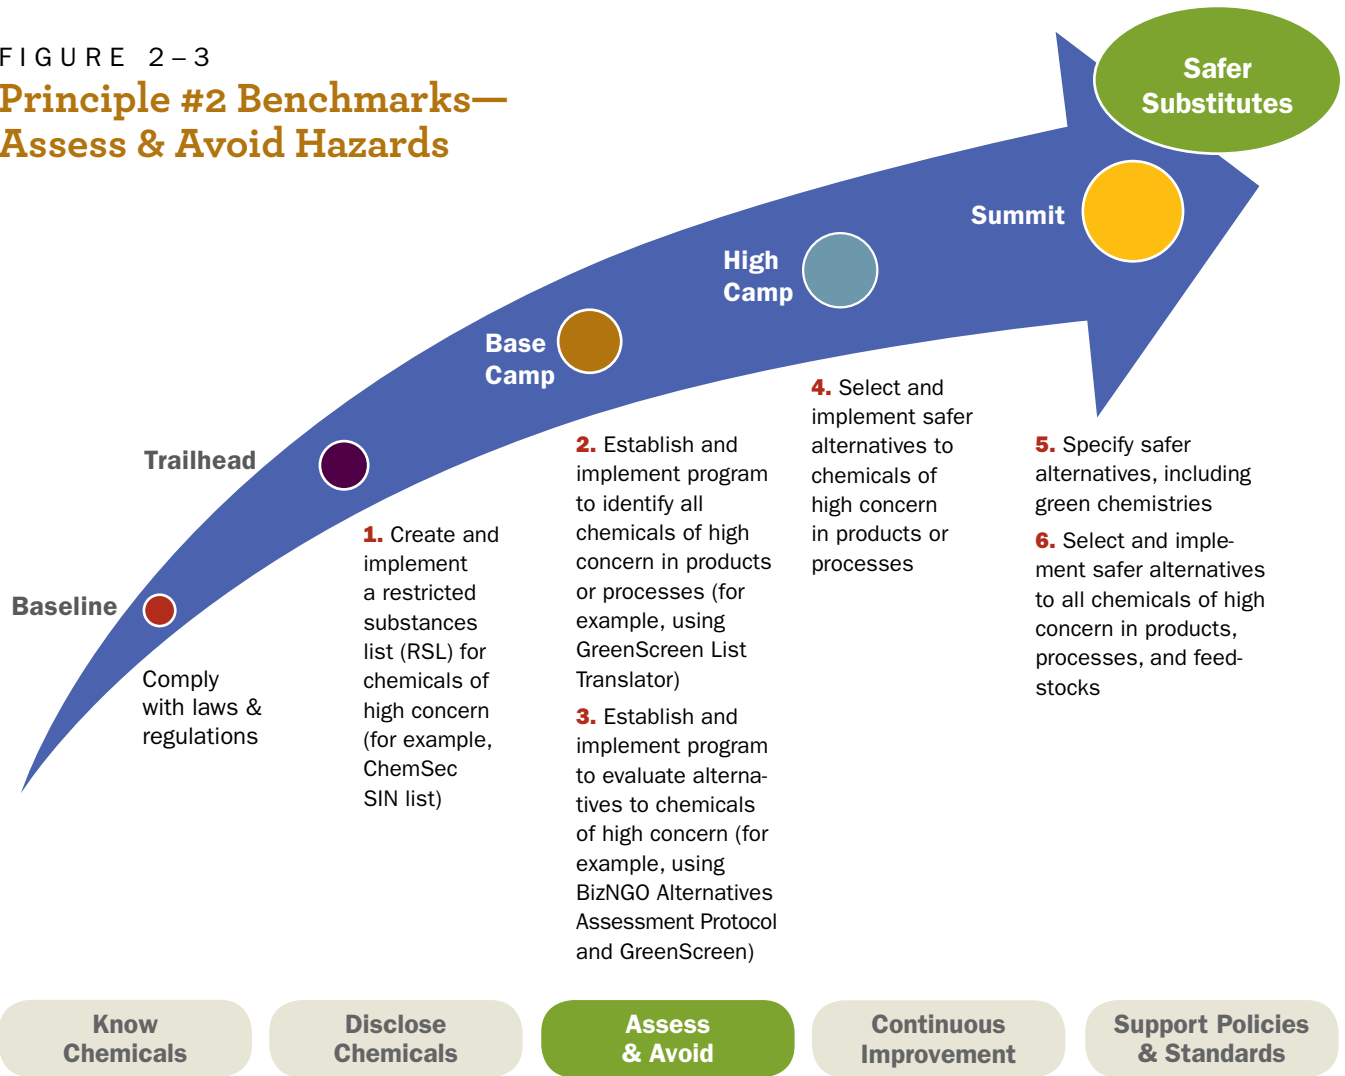 FIGURE 2–3
Principle #2 Benchmarks—
Assess & Avoid Hazards
Safer
Substitutes
Summit
High
Camp
Base
Camp
Trailhead
Baseline
Comply
with laws &
regulations
1. Create and
implement
a restricted
substances
list (RSL) for
chemicals of
high concern
(for example,
ChemSec
SIN list)
2. Establish and
implement program
to identify all
chemicals of high
concern in products
or processes (for
example, using
GreenScreen List
Translator)
3. Establish and
implement program
to evaluate alterna-
tives to chemicals
of high concern (for
example, using
BizNGO Alternatives
Assessment Protocol
and GreenScreen)
4. Select and
implement safer
alternatives to
chemicals of
high concern
in products or
processes
5. Specify safer
alternatives, including
green chemistries
6. Select and imple-
ment safer alternatives
to all chemicals of high
concern in products,
processes, and feed-
stocks
Know
Chemicals
Disclose
Chemicals
Assess
& Avoid
Continuous
Improvement
Support Policies
& Standards